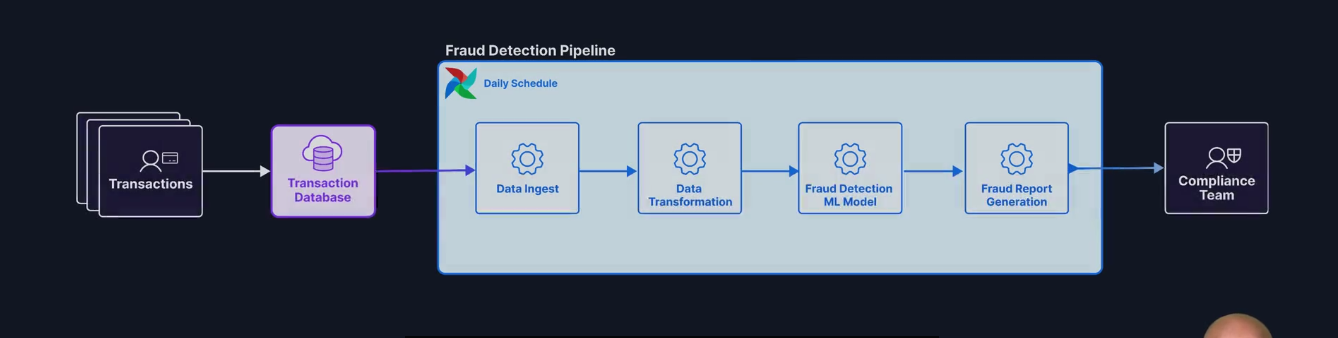 Fraud Detection Pipeline
Daily Schedule
Transactions
Transaction
Database
Data Ingest
Data
Transformation
Fraud Detection
ML Model
Fraud Report
Generation
Compliance
Team